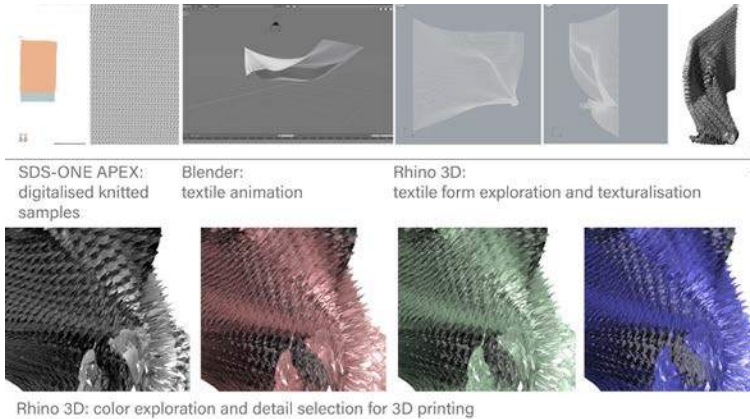 SDS-ONE APEX:
digitalised knitted
samples
Blender:
textile animation
Rhino 3D:
textile form exploration and texturalisation
Rhino 3D: color exploration and detail selection for 3D printing